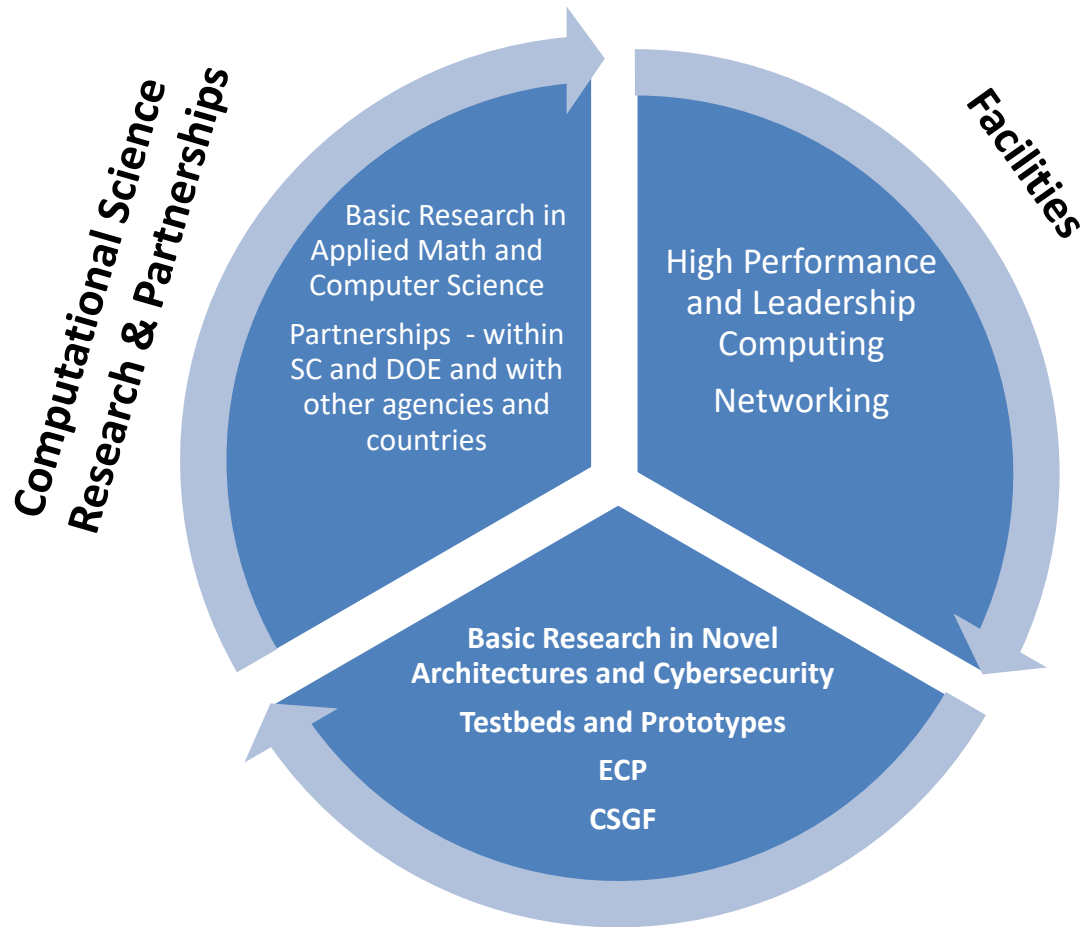 Computational Science
Research & Partnerships
Basic Research in
Applied Math and
Computer Science
Partnerships - within
SC and DOE and with
other agencies and
countries
Facilities
High Performance
and Leadership
Computing
Networking
Basic Research in Novel
Architectures and Cybersecurity
Testbeds and Prototypes
ECP
CSGF